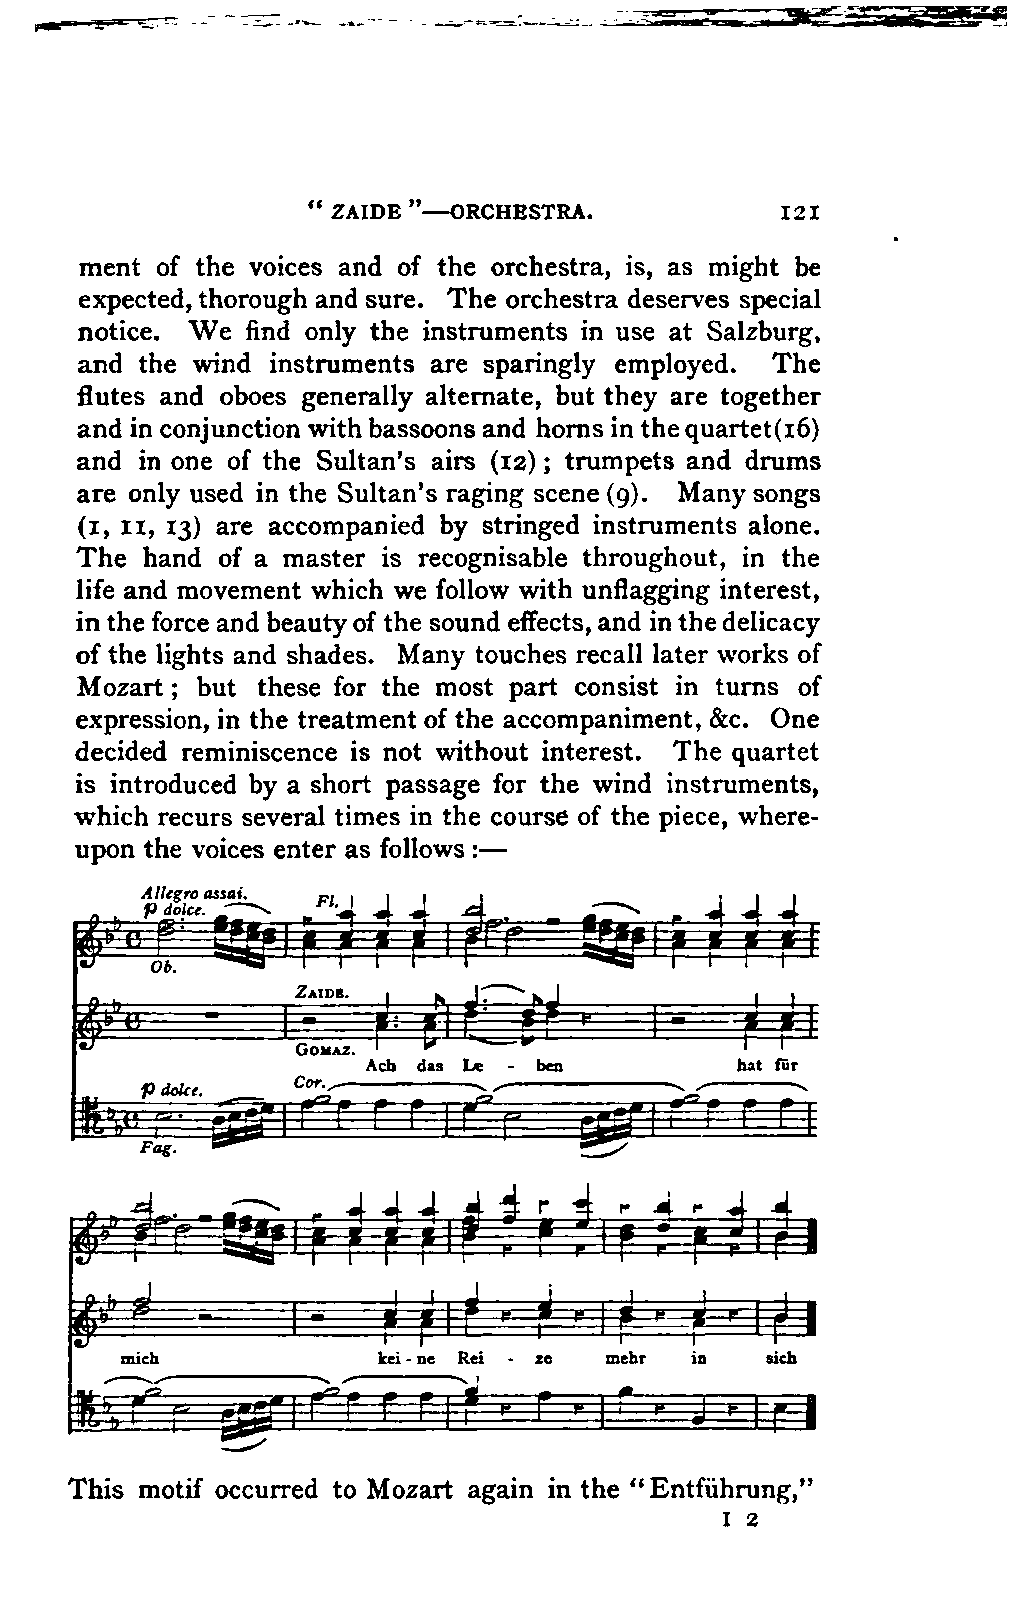 “ ZAIDE ”—ORCHESTRA. 121
ment of the voices and of the orchestra, is, as might be
expected, thorough and sure. The orchestra deserves special
notice. We find only the instruments in use at Salzburg,
and the wind instruments are sparingly employed. The
flutes and oboes generally alternate, but they are together
and in conjunction with bassoons and horns in the quartet (16)
and in one of the Sultan's airs (12) ; trumpets and drums
are only used in the Sultan's raging scene (9). Many songs
(1, 11, 13) are accompanied by stringed instruments alone.
The hand of a master is recognisable throughout, in the
life and movement which we follow with unflagging interest,
in the force and beauty of the sound effects, and in the delicacy
of the lights and shades. Many touches recall later works of
Mozart ; but these for the most part consist in turns of
expression, in the treatment of the accompaniment, &c. One
decided reminiscence is not without interest. The quartet
is introduced by a short passage for the wind instruments,
which recurs several times in the course of the piece, where-
upon the voices enter as follows :—
Allegro assai.
p dolce. Fl.
Ob.
ZAIDE.
GOMAZ.
Ach das Le - ben hat für
p dolce. Cor.
Fag.
mich kei - ne Rei - ze mehr in sich
This motif occurred to Mozart again in the “Entführung,”
I 2